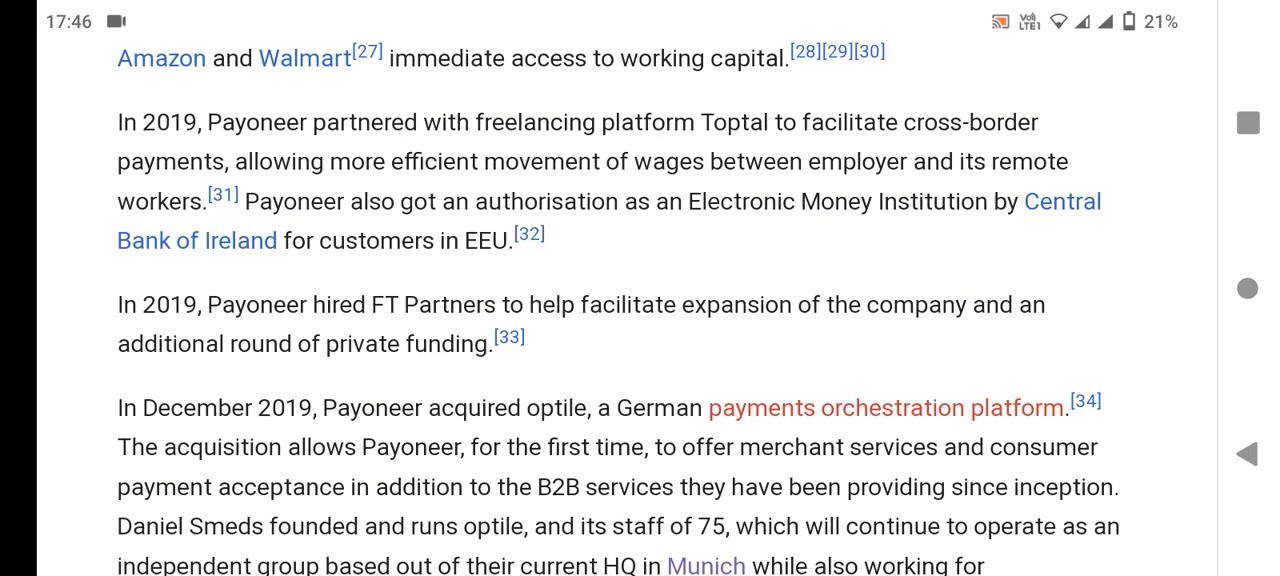 17:46 Vo) LTE1 21%
Amazon and Walmart[27] immediate access to working capital.[28][29][30]
In 2019, Payoneer partnered with freelancing platform Toptal to facilitate cross-border
payments, allowing more efficient movement of wages between employer and its remote
workers.[31] Payoneer also got an authorisation as an Electronic Money Institution by Central
Bank of Ireland for customers in EEU.[32]
In 2019, Payoneer hired FT Partners to help facilitate expansion of the company and an
additional round of private funding.[33]
In December 2019, Payoneer acquired optile, a German payments orchestration platform.[34]
The acquisition allows Payoneer, for the first time, to offer merchant services and consumer
payment acceptance in addition to the B2B services they have been providing since inception.
Daniel Smeds founded and runs optile, and its staff of 75, which will continue to operate as an
independent group based out of their current HQ in Munich while also working for